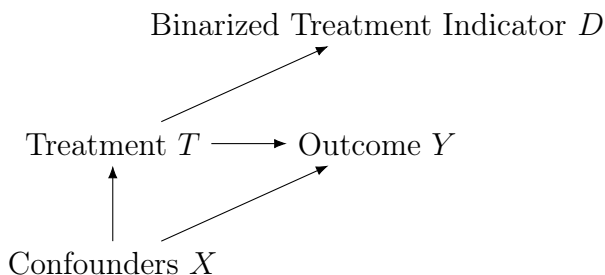 Binarized Treatment Indicator D
Treatment T
Outcome Y
Confounders X